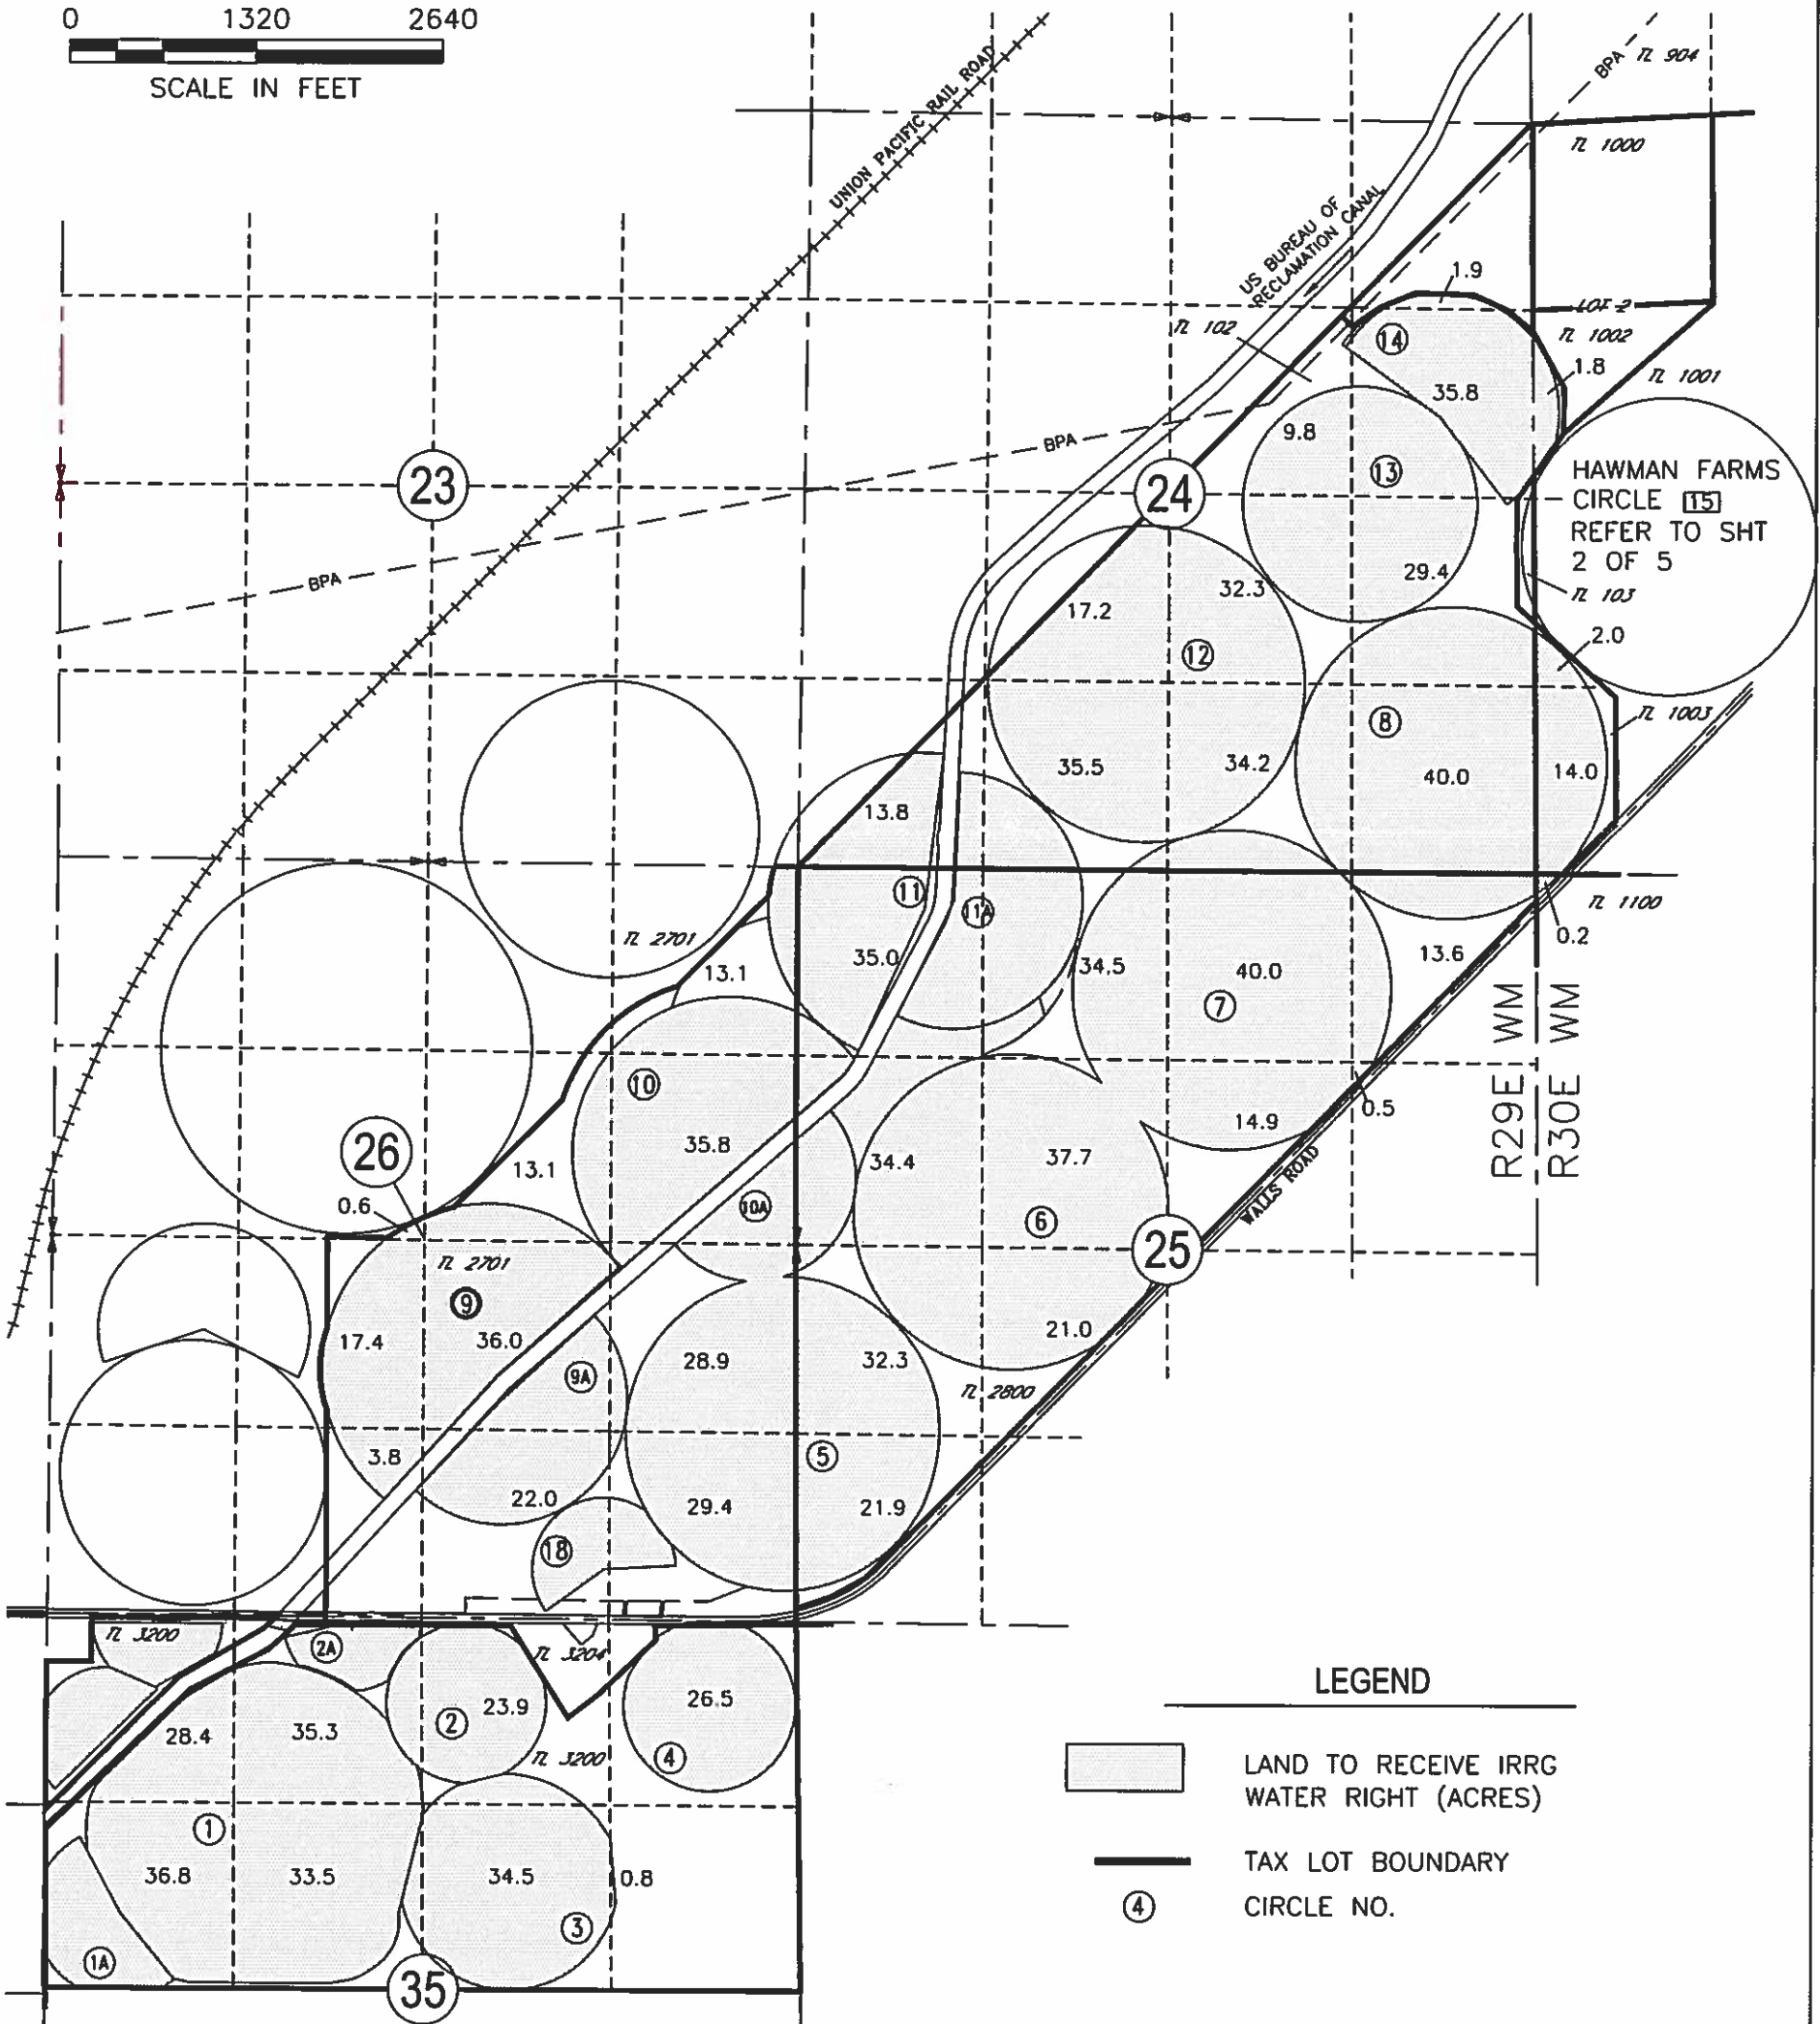 0 1320 2640
SCALE IN FEET
UNION PACIFIC RAIL ROAD
BPA
TL 904
TL 1000
US BUREAU OF
RECLAMATION CANAL
1.9
LOT 2
TL 102
TL 1002
14
1.8
35.8
TL 1001
9.8
BPA
13
23
24
HAWMAN FARMS
CIRCLE 15
REFER TO SHT
2 OF 5
BPA
29.4
32.3
17.2
TL 103
2.0
12
TL 1003
8
35.5
34.2
40.0
14.0
13.8
11
11A
TL 1100
0.2
TL 2701
35.0
13.1
34.5
40.0
13.6
7
R29E WM
R30E WM
10
0.5
14.9
35.8
26
34.4
37.7
13.1
WALLS ROAD
0.6
10A
6
25
TL 2701
9
17.4
36.0
21.0
28.9
32.3
9A
TL 2800
3.8
5
22.0
29.4
21.9
18
TL 3200
2A
TL 3204
LEGEND
26.5
23.9
2
28.4
35.3
4
TL 3200
LAND TO RECEIVE IRRG
WATER RIGHT (ACRES)
1
TAX LOT BOUNDARY
36.8
33.5
34.5
0.8
4
CIRCLE NO.
3
1A
35